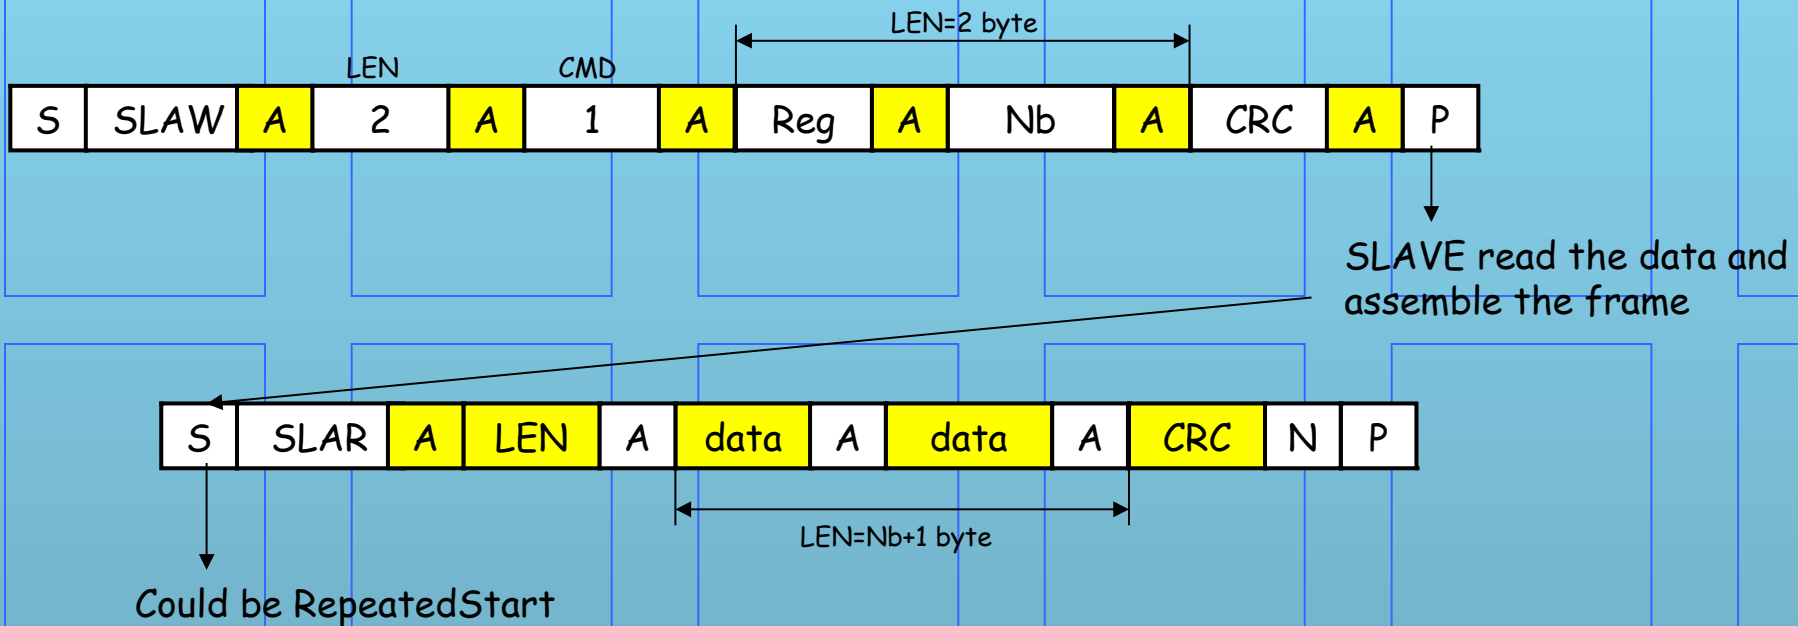 LEN=2 byte
LEN CMD
S SLAW A 2 A 1 A Reg A Nb A CRC A P
SLAVE read the data and
assemble the frame
S SLAR A LEN A data A data A CRC N P
LEN=Nb+1 byte
Could be RepeatedStart